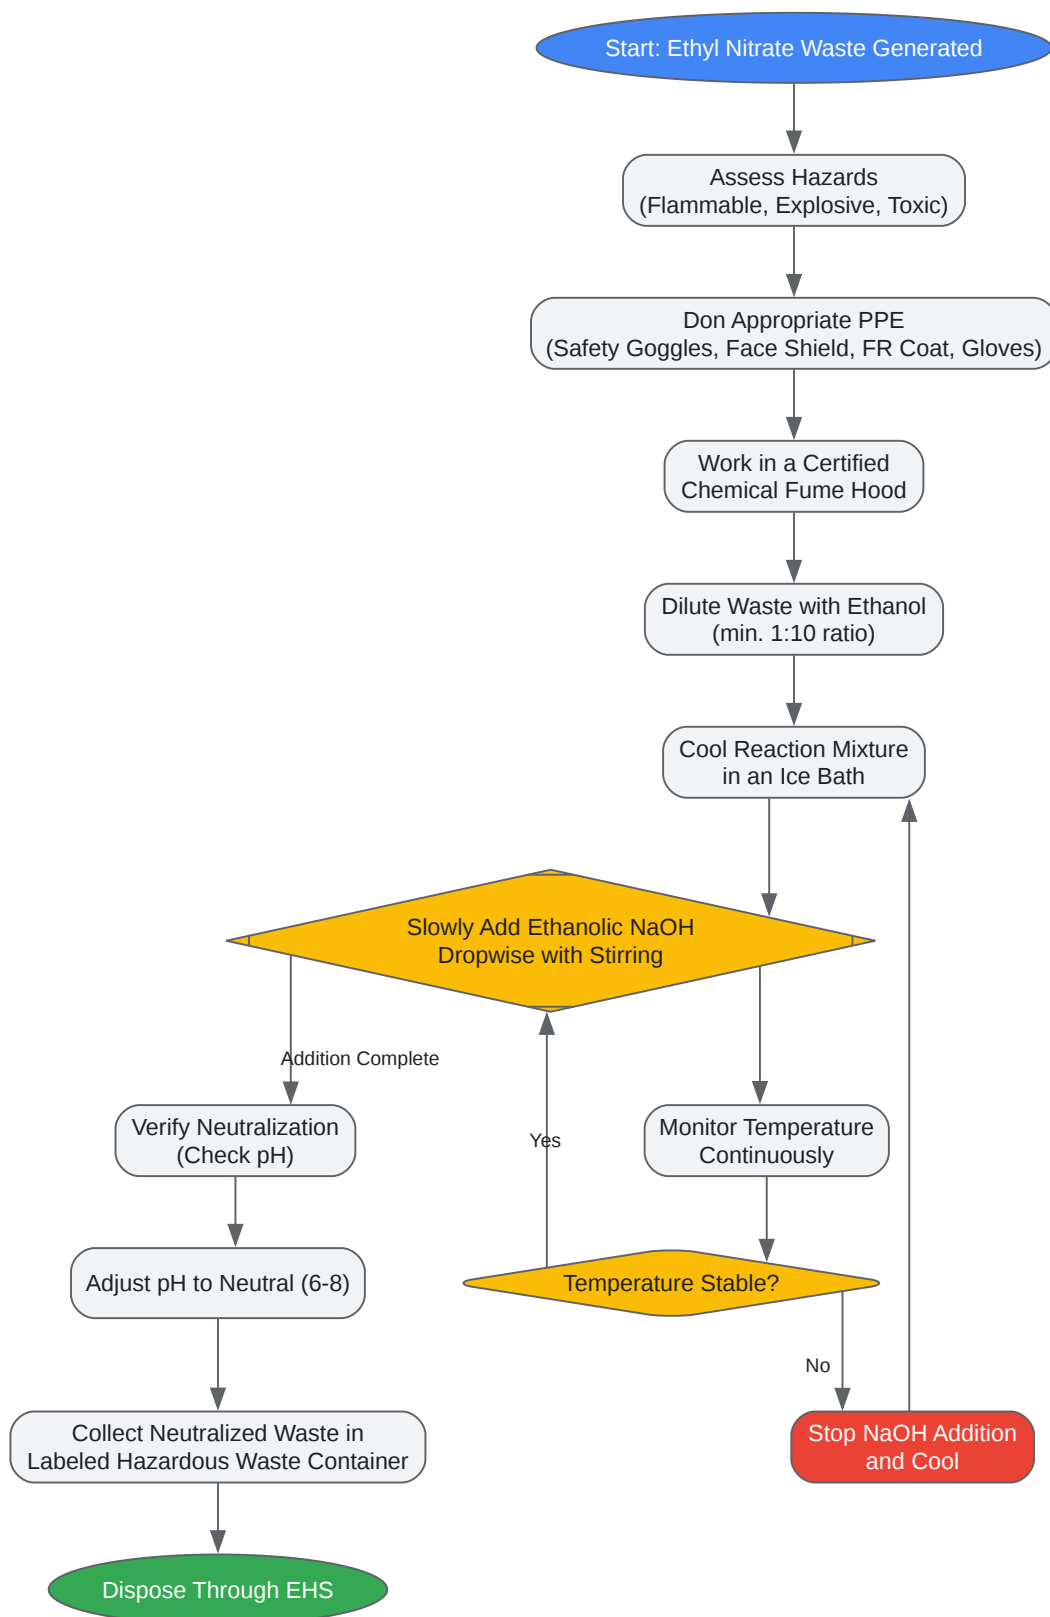 Start: Ethyl Nitrate Waste Generated
Assess Hazards
(Flammable, Explosive, Toxic)
Don Appropriate PPE
(Safety Goggles, Face Shield, FR Coat, Gloves)
Work in a Certified
Chemical Fume Hood
Dilute Waste with Ethanol
(min. 1:10 ratio)
Cool Reaction Mixture
in an Ice Bath
Slowly Add Ethanolic NaOH
Dropwise with Stirring
Addition Complete
Verify Neutralization
(Check pH)
Yes
Monitor Temperature
Continuously
Adjust pH to Neutral (6-8)
Temperature Stable?
No
Collect Neutralized Waste in
Labeled Hazardous Waste Container
Stop NaOH Addition
and Cool
Dispose Through EHS